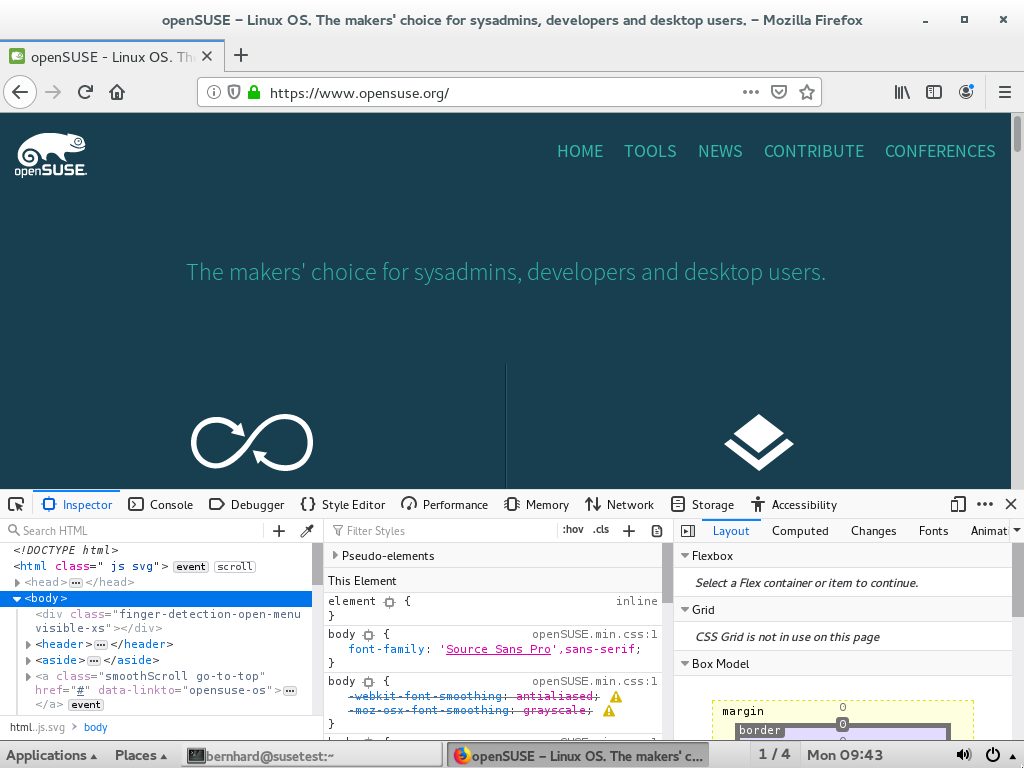 openSUSE – Linux OS. The makers' choice for sysadmins, developers and desktop users. – Mozilla Firefox
openSUSE - Linux OS. Th
https://www.opensuse.org/
openSUSE.
HOME TOOLS NEWS CONTRIBUTE CONFERENCES
The makers' choice for sysadmins, developers and desktop users.
Inspector Console Debugger Style Editor Performance Memory Network Storage Accessibility
Search HTML
<!DOCTYPE html>
<html class=" js svg"> event scroll
<head>⋯</head>
<body>
<div class="finger-detection-open-menu
visible-xs"></div>
<header>⋯</header>
<aside>⋯</aside>
<a class="smoothScroll go-to-top"
href="#" data-linkto="opensuse-os">⋯
</a> event
html.js.svg > body
Filter Styles :hov .cls
Pseudo-elements
This Element
element { inline
}
body { openSUSE.min.css:1
font-family: 'Source Sans Pro',sans-serif;
}
body { openSUSE.min.css:1
-webkit-font-smoothing: antialiased;
-moz-osx-font-smoothing: grayscale;
}
Layout Computed Changes Fonts Animat
Flexbox
Select a Flex container or item to continue.
Grid
CSS Grid is not in use on this page
Box Model
0
margin
0
border
Applications Places bernhard@susetest:~ openSUSE – Linux OS. The makers' c... 1 / 4 Mon 09:43